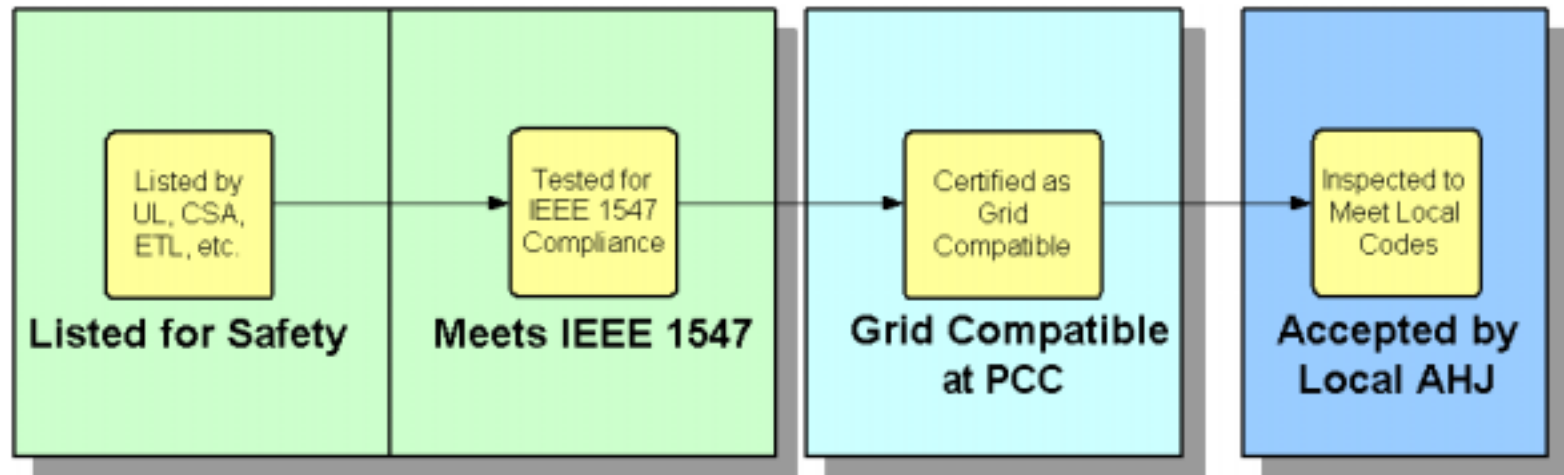 Listed by
UL, CSA,
ETL, etc.
Listed for Safety
Tested for
IEEE 1547
Compliance
Meets IEEE 1547
Certified as
Grid
Compatible
Grid Compatible
at PCC
Inspected to
Meet Local
Codes
Accepted by
Local AHJ